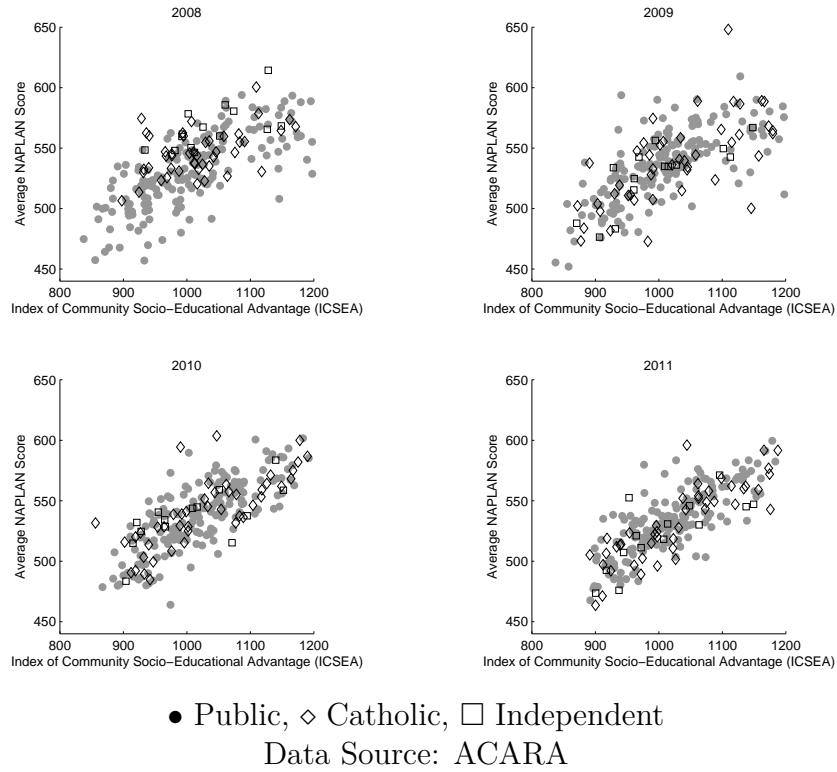 2008
650
600
550
500
450
Average NAPLAN Score
800 900 1000 1100 1200
Index of Community Socio−Educational Advantage (ICSEA)
2009
650
600
550
500
450
Average NAPLAN Score
800 900 1000 1100 1200
Index of Community Socio−Educational Advantage (ICSEA)
2010
650
600
550
500
450
Average NAPLAN Score
800 900 1000 1100 1200
Index of Community Socio−Educational Advantage (ICSEA)
2011
650
600
550
500
450
Average NAPLAN Score
800 900 1000 1100 1200
Index of Community Socio−Educational Advantage (ICSEA)
● Public, ◇ Catholic, □ Independent
Data Source: ACARA